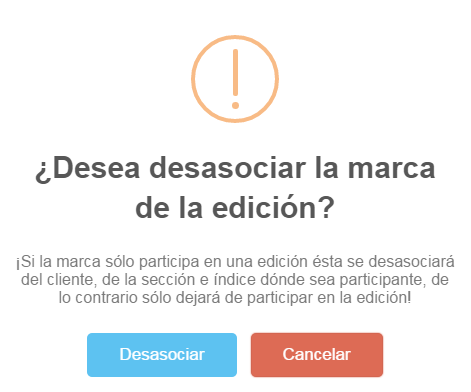 ¿Desea desasociar la marca
de la edición?
¡Si la marca sólo participa en una edición ésta se desasociará
del cliente, de la sección e índice dónde sea participante, de
lo contrario sólo dejará de participar en la edición!
Desasociar
Cancelar